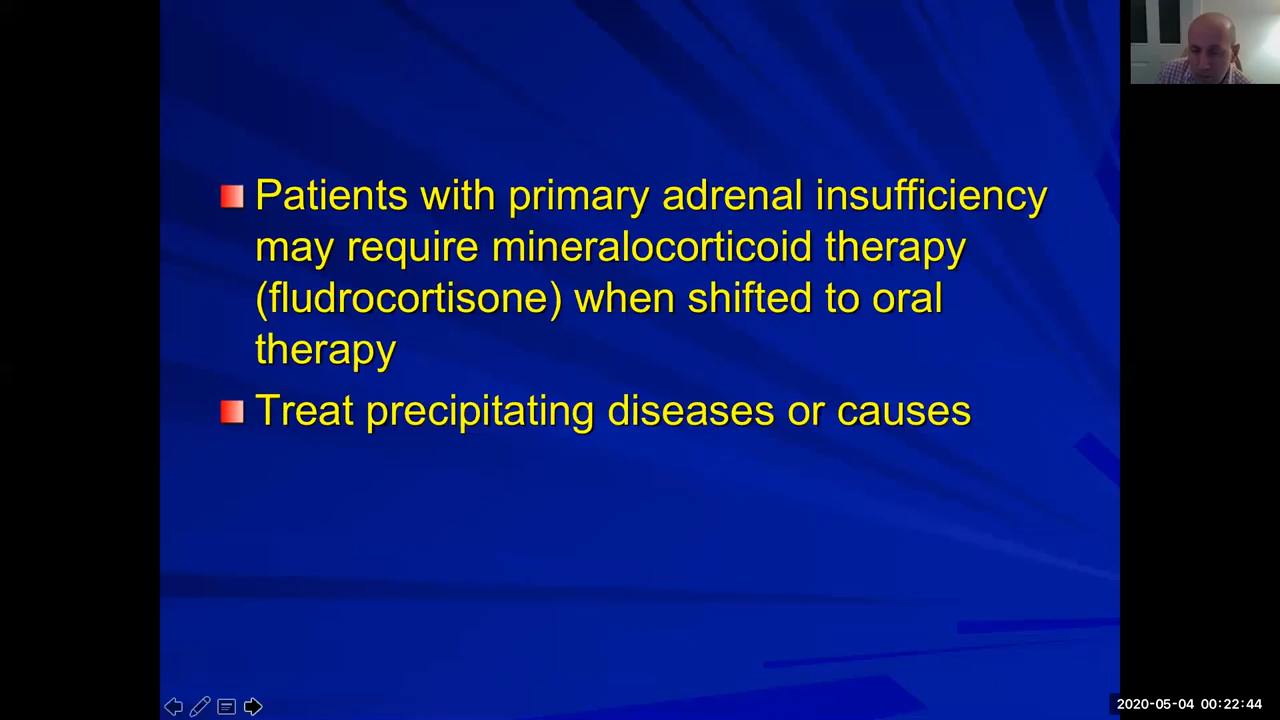 Patients with primary adrenal insufficiency
may require mineralocorticoid therapy
(fludrocortisone) when shifted to oral
therapy
Treat precipitating diseases or causes
2020-05-04 00:22:44